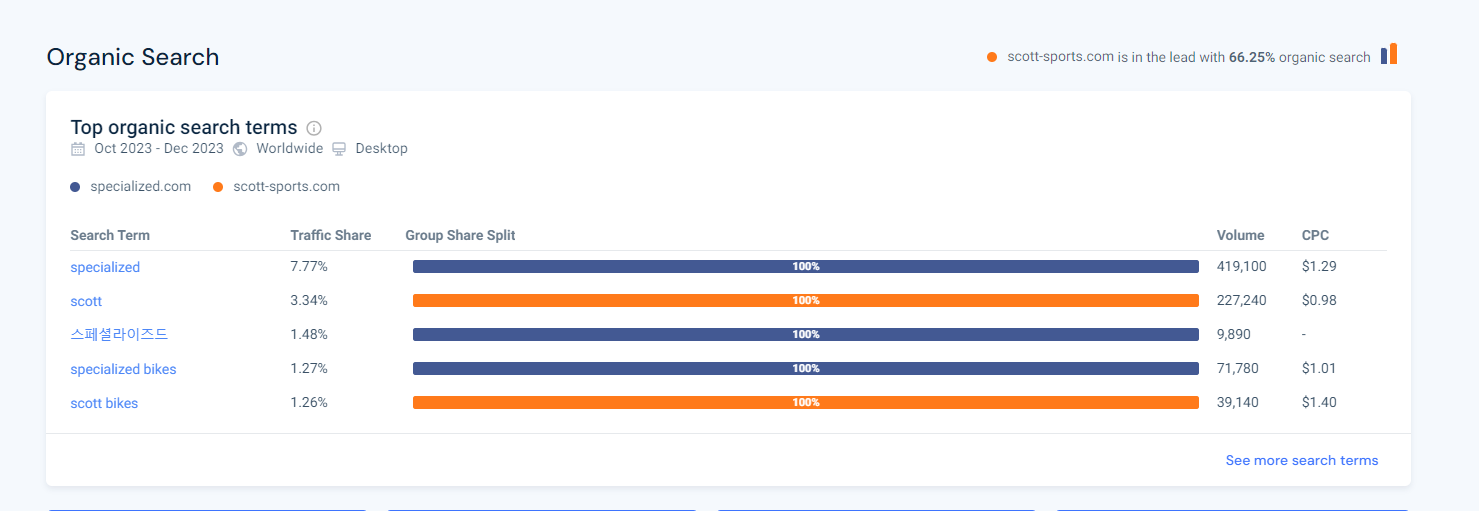 Organic Search
scott-sports.com is in the lead with 66.25% organic search
Top organic search terms
Oct 2023 - Dec 2023 Worldwide Desktop
specialized.com scott-sports.com
Search Term Traffic Share Group Share Split Volume CPC
specialized 7.77% 100% 419,100 $1.29
scott 3.34% 100% 227,240 $0.98
스페셜라이즈드 1.48% 100% 9,890 -
specialized bikes 1.27% 100% 71,780 $1.01
scott bikes 1.26% 100% 39,140 $1.40
See more search terms